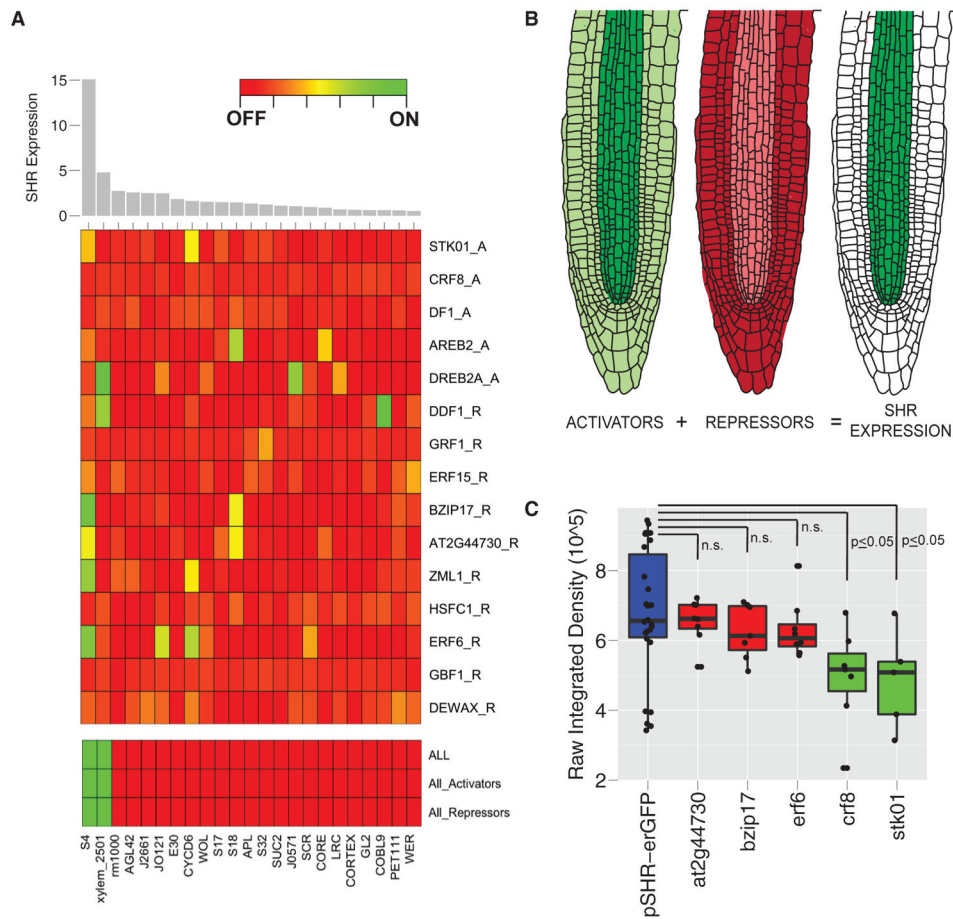 A
SHR Expression
15
10
5
0
OFF
ON
STK01_A
CRF8_A
DF1_A
AREB2_A
DREB2A_A
DDF1_R
GRF1_R
ERF15_R
BZIP17_R
AT2G44730_R
ZML1_R
HSFC1_R
ERF6_R
GBF1_R
DEWAX_R
ALL
All_Activators
All_Repressors
S4
xylem_2501
rm1000
AGL42
J2661
JO121
E30
CYCD6
WOL
S17
S18
APL
S32
SUC2
J0571
SCR
CORE
LRC
CORTEX
GL2
COBL9
PET111
WER
B
ACTIVATORS + REPRESSORS = SHR
EXPRESSION
C
Raw Integrated Density (10^5)
8
6
4
2
n.s.
n.s.
n.s.
p≤0.05
p≤0.05
pSHR-erGFP
at2g44730
bzip17
erf6
crf8
stk01